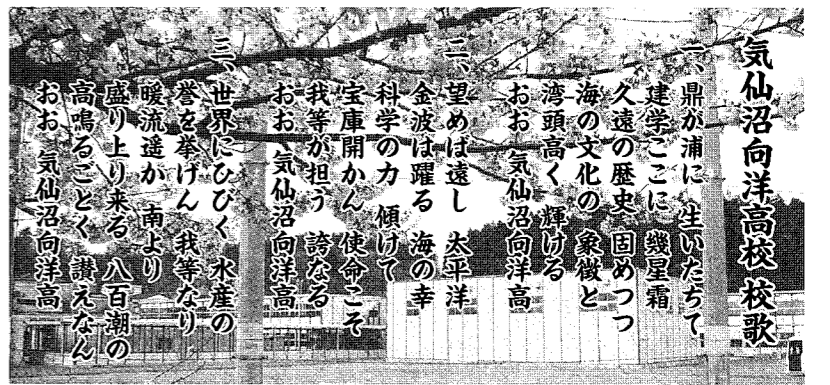 気仙沼向洋高校 校歌
一、鼎が浦に 生いたちて
建学ここに 幾星霜
久遠の歴史 固めつつ
海の文化の 象徴と
湾頭高く 輝ける
おお 気仙沼向洋高
二、望めば遠し 太平洋
金波は躍る 海の幸
科学の力 傾けて
宝庫開かん 使命こそ
我等が担う 誇なる
おお 気仙沼向洋高
三、世界にひびく 水産の
誉を挙げん 我等なり
暖流遥か 南より
盛り上り来る 八百潮の
高鳴るごとく 讃えなん
おお 気仙沼向洋高